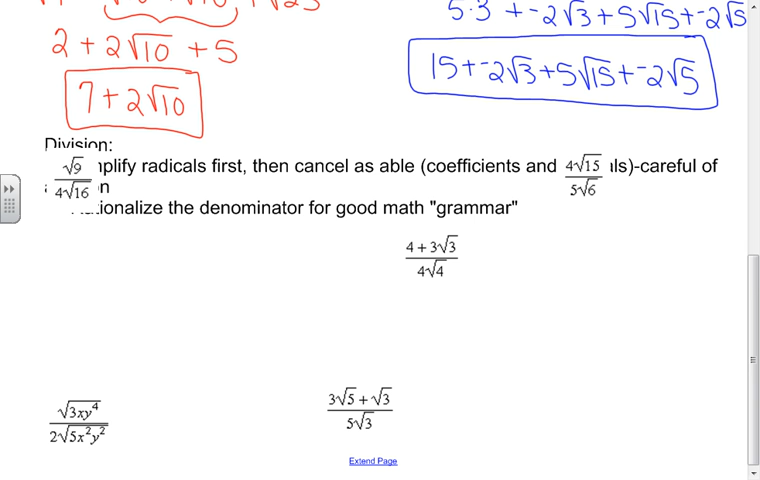 5·3 + -2√3 + 5√15 + -2√5
2 + 2√10 + 5
15 + -2√3 + 5√15 + -2√5
7 + 2√10
Division:
√9 / 4√16
mplify radicals first, then cancel as able (coefficients and
4√15 / 5√6
ls)-careful of
tionalize the denominator for good math "grammar"
(4 + 3√3) / (4√4)
√(3xy⁴) / (2√(5x²y²))
(3√5 + √3) / (5√3)
Extend Page